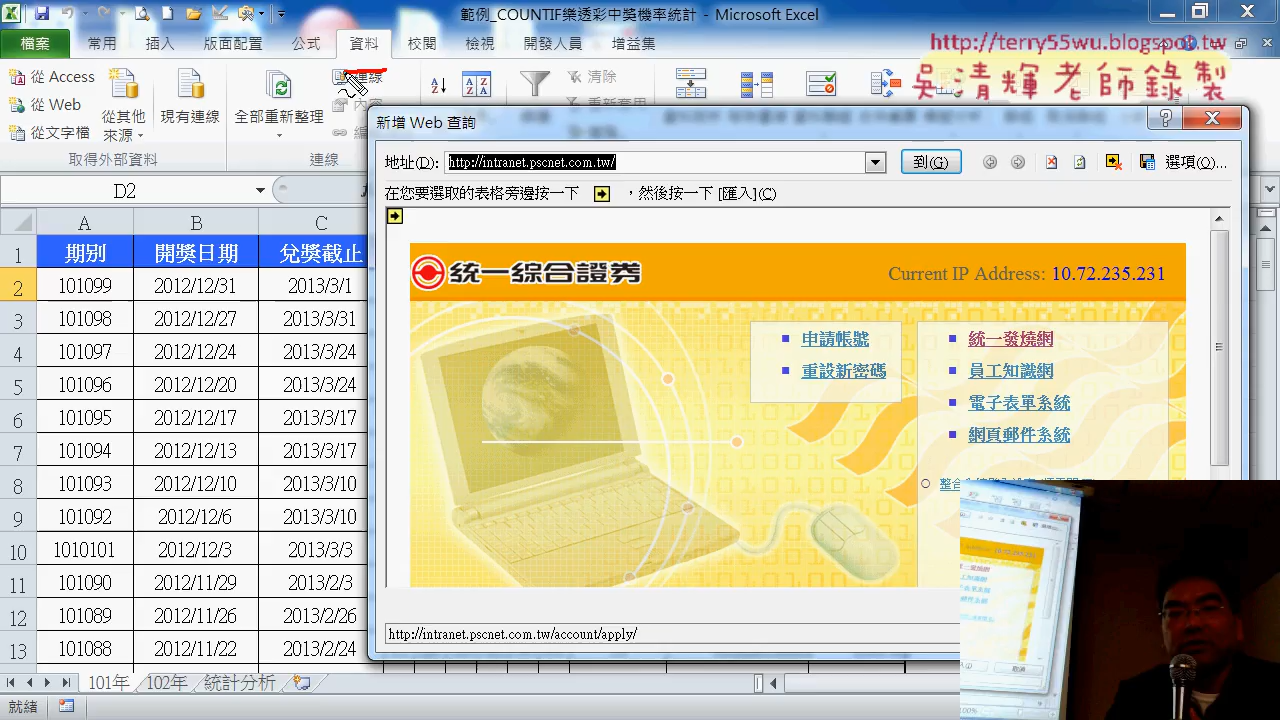 範例_COUNTIF樂透彩中獎機率統計 - Microsoft Excel
檔案 常用 插入 版面配置 公式 資料 校閱 檢視 開發人員 增益集
http://terry55wu.blogspot.tw
吳清輝老師錄製
從 Access
從 Web
從文字檔
從其他來源
現有連線
全部重新整理
連線
內容
清除
重新套用
取得外部資料
連線
D2
A B C
1 期別 開獎日期 兌獎截止
2 101099 2012/12/31 2013/3/1
3 101098 2012/12/27 2013/3/31
4 101097 2012/12/24 2013/3/24
5 101096 2012/12/20 2013/3/24
6 101095 2012/12/17 2013/3/17
7 101094 2012/12/13 2013/3/17
8 101093 2012/12/10 2013/3/10
9 101092 2012/12/6 2013/3/10
10 1010101 2012/12/3 2013/3/3
11 101090 2012/11/29 2013/2/3
12 101089 2012/11/26 2013/2/26
13 101088 2012/11/22 2013/2/24
101年 102年 統計分析
就緒
新增 Web 查詢
地址(D): http://intranet.pscnet.com.tw/ 到(G) 選項(O)...
在您要選取的表格旁邊按一下 ，然後按一下 [匯入](C)
統一綜合證券
Current IP Address: 10.72.235.231
申請帳號
重設新密碼
統一發燒網
員工知識網
電子表單系統
網頁郵件系統
http://intranet.pscnet.com.tw/account/apply/